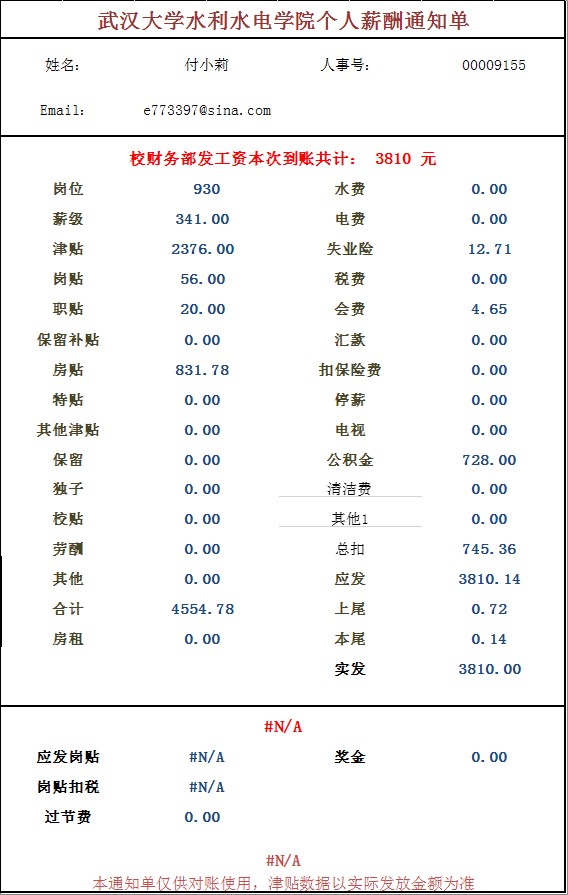 武汉大学水利水电学院个人薪酬通知单
姓名: 付小莉 人事号: 00009155
Email: e773397@sina.com
校财务部发工资本次到账共计: 3810 元
岗位 930 水费 0.00
薪级 341.00 电费 0.00
津贴 2376.00 失业险 12.71
岗贴 56.00 税费 0.00
职贴 20.00 会费 4.65
保留补贴 0.00 汇款 0.00
房贴 831.78 扣保险费 0.00
特贴 0.00 停薪 0.00
其他津贴 0.00 电视 0.00
保留 0.00 公积金 728.00
独子 0.00 清洁费 0.00
校贴 0.00 其他1 0.00
劳酬 0.00 总扣 745.36
其他 0.00 应发 3810.14
合计 4554.78 上尾 0.72
房租 0.00 本尾 0.14
实发 3810.00
#N/A
应发岗贴 #N/A 奖金 0.00
岗贴扣税 #N/A
过节费 0.00
#N/A
本通知单仅供对账使用，津贴数据以实际发放金额为准